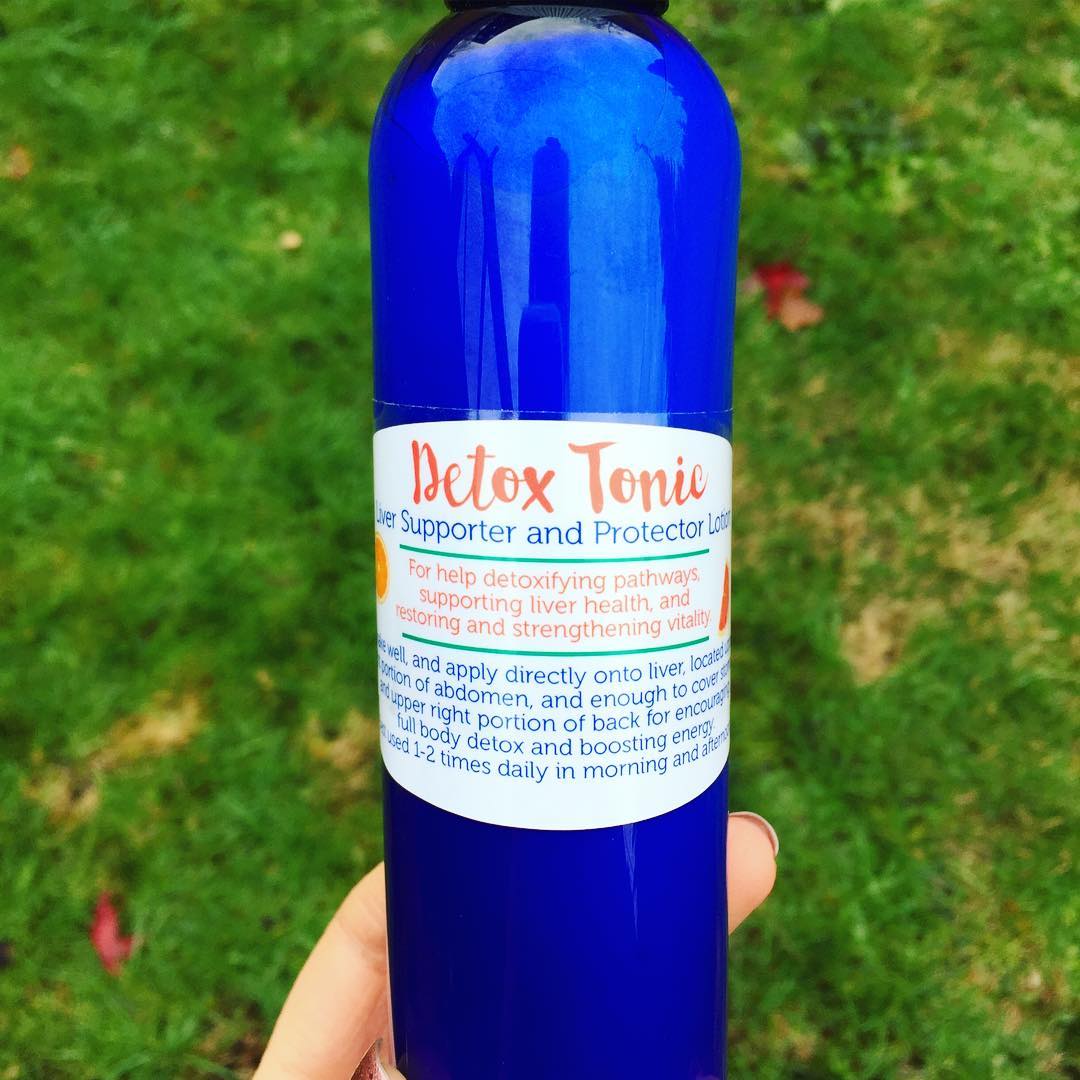 Detox Tonic
Liver Supporter and Protector Lotion
For help detoxifying pathways,
supporting liver health, and
restoring and strengthening vitality.
well, and apply directly onto liver, located
portion of abdomen, and enough to cover
and upper right portion of back for encouraging
full body detox and boosting energy.
used 1-2 times daily in morning and